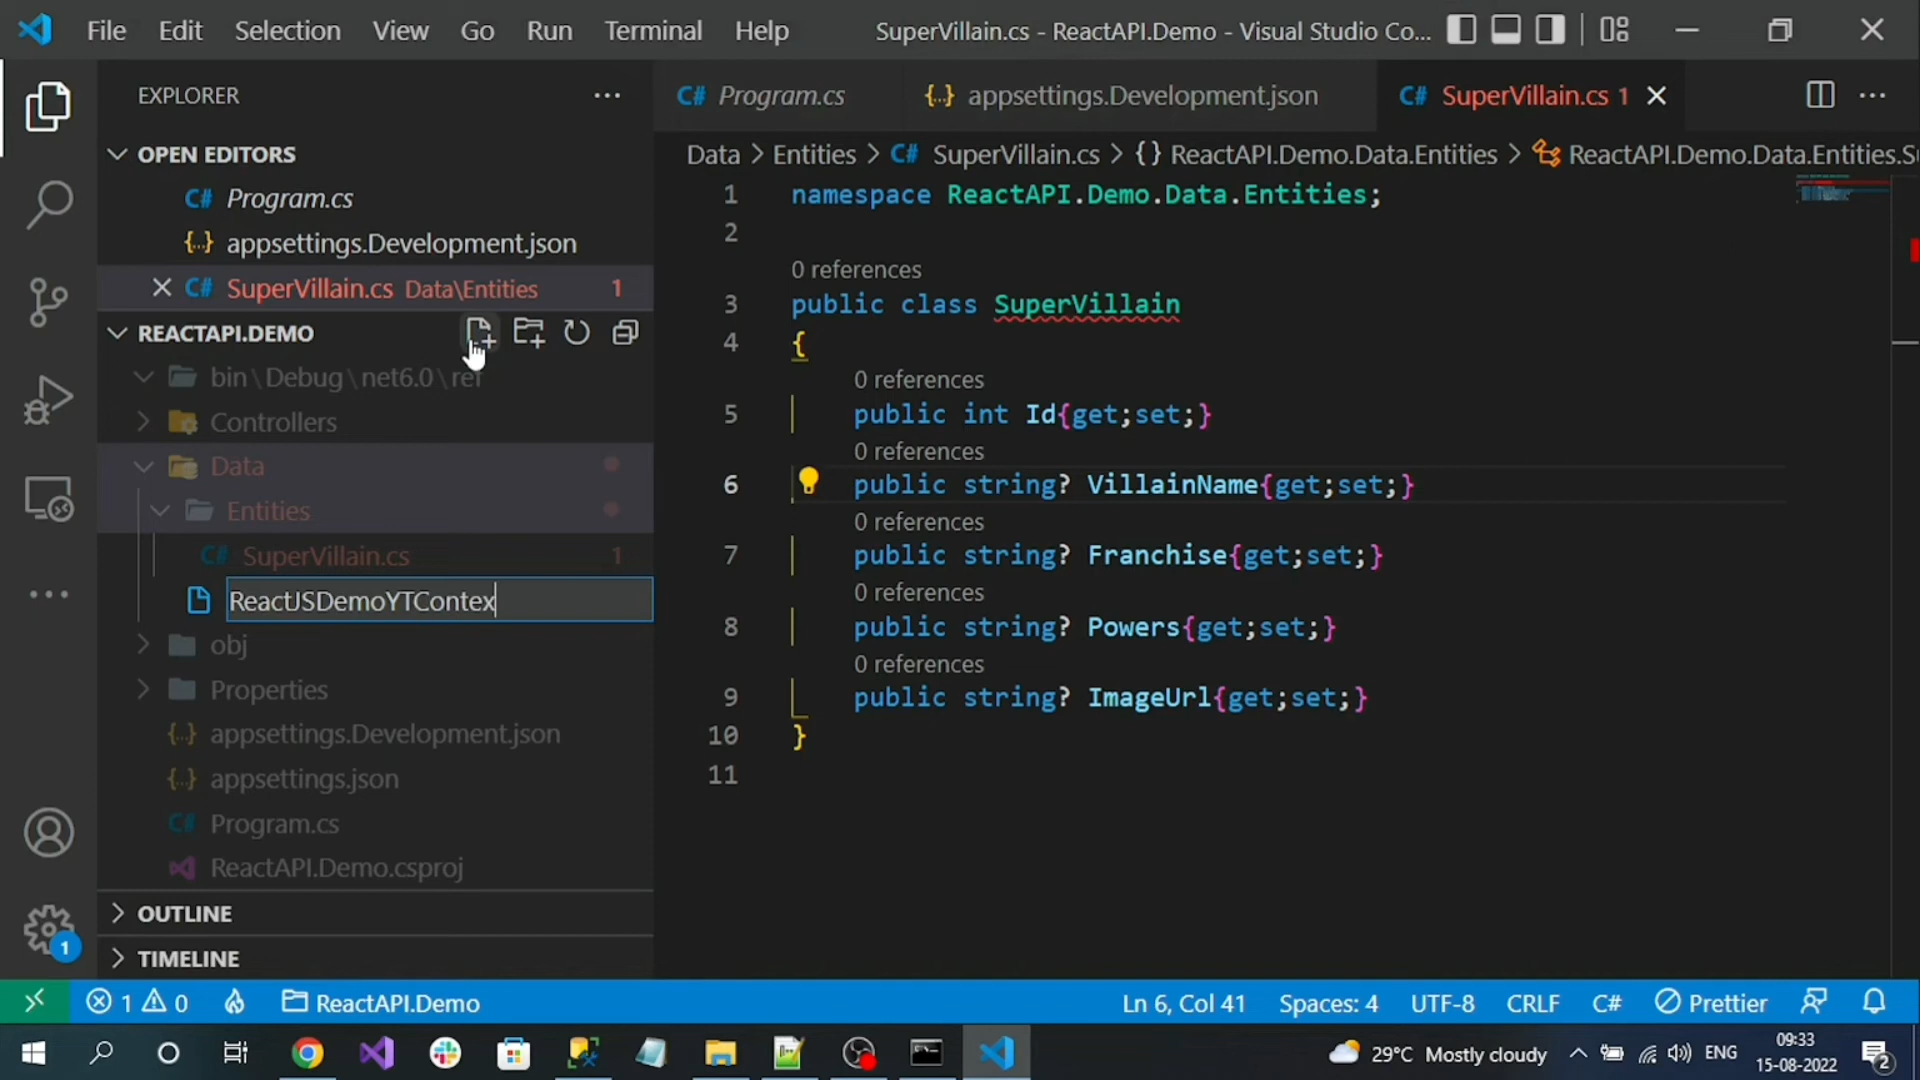 File Edit Selection View Go Run Terminal Help SuperVillain.cs - ReactAPI.Demo - Visual Studio Co...
EXPLORER
Program.cs appsettings.Development.json SuperVillain.cs 1
OPEN EDITORS
Program.cs
appsettings.Development.json
SuperVillain.cs Data\Entities 1
REACTAPI.DEMO
bin\Debug\net6.0\ref
Controllers
Data
Entities
SuperVillain.cs 1
ReactJSDemoYTContex
obj
Properties
appsettings.Development.json
appsettings.json
Program.cs
ReactAPI.Demo.csproj
OUTLINE
TIMELINE
Data > Entities > SuperVillain.cs > {} ReactAPI.Demo.Data.Entities > ReactAPI.Demo.Data.Entities.S
1 namespace ReactAPI.Demo.Data.Entities;
2
0 references
3 public class SuperVillain
4 {
0 references
5 public int Id{get;set;}
0 references
6 public string? VillainName{get;set;}
0 references
7 public string? Franchise{get;set;}
0 references
8 public string? Powers{get;set;}
0 references
9 public string? ImageUrl{get;set;}
10 }
11
1
1 0 ReactAPI.Demo Ln 6, Col 41 Spaces: 4 UTF-8 CRLF C# Prettier
29°C Mostly cloudy ENG 09:33
15-08-2022
2